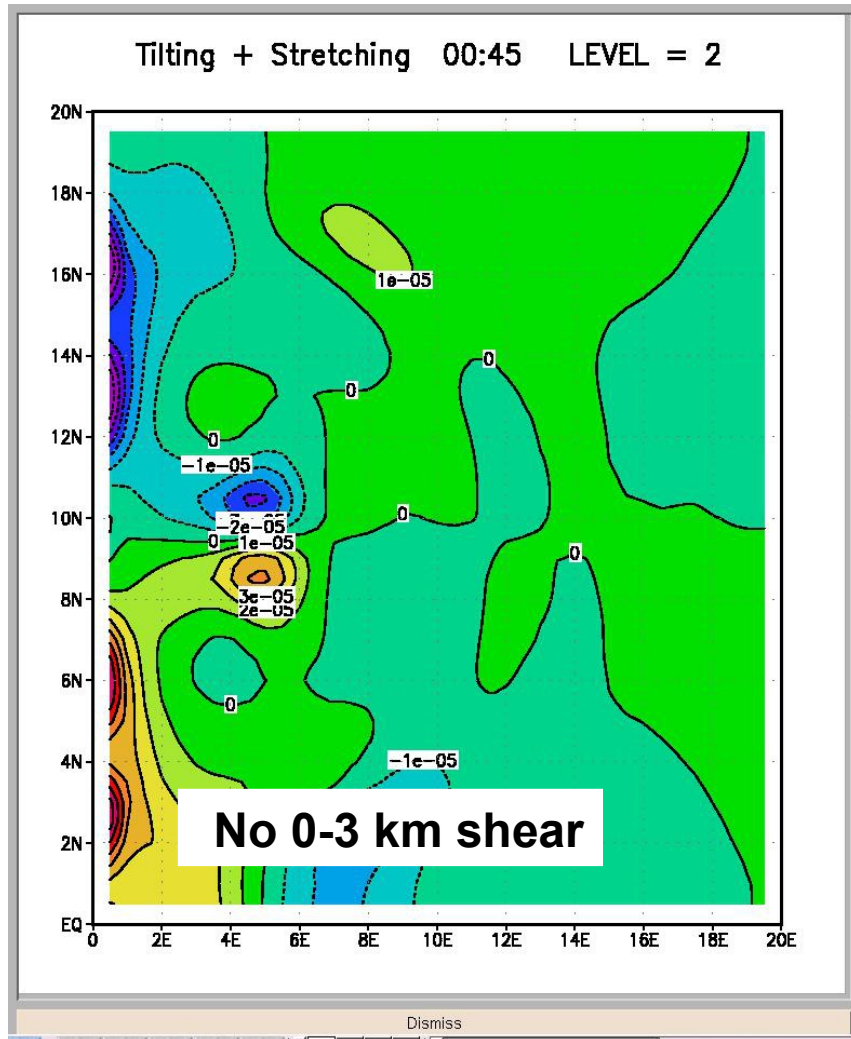 Tilting + Stretching 00:45 LEVEL = 2
20N
18N
16N
1e-05
14N
0
0
12N
0
-1e-05
10N
0
-2e-05
0
1e-05
0
8N
3e-05
2e-05
6N
0
4N
-1e-05
No 0-3 km shear
2N
EQ
0 2E 4E 6E 8E 10E 12E 14E 16E 18E 20E
Dismiss